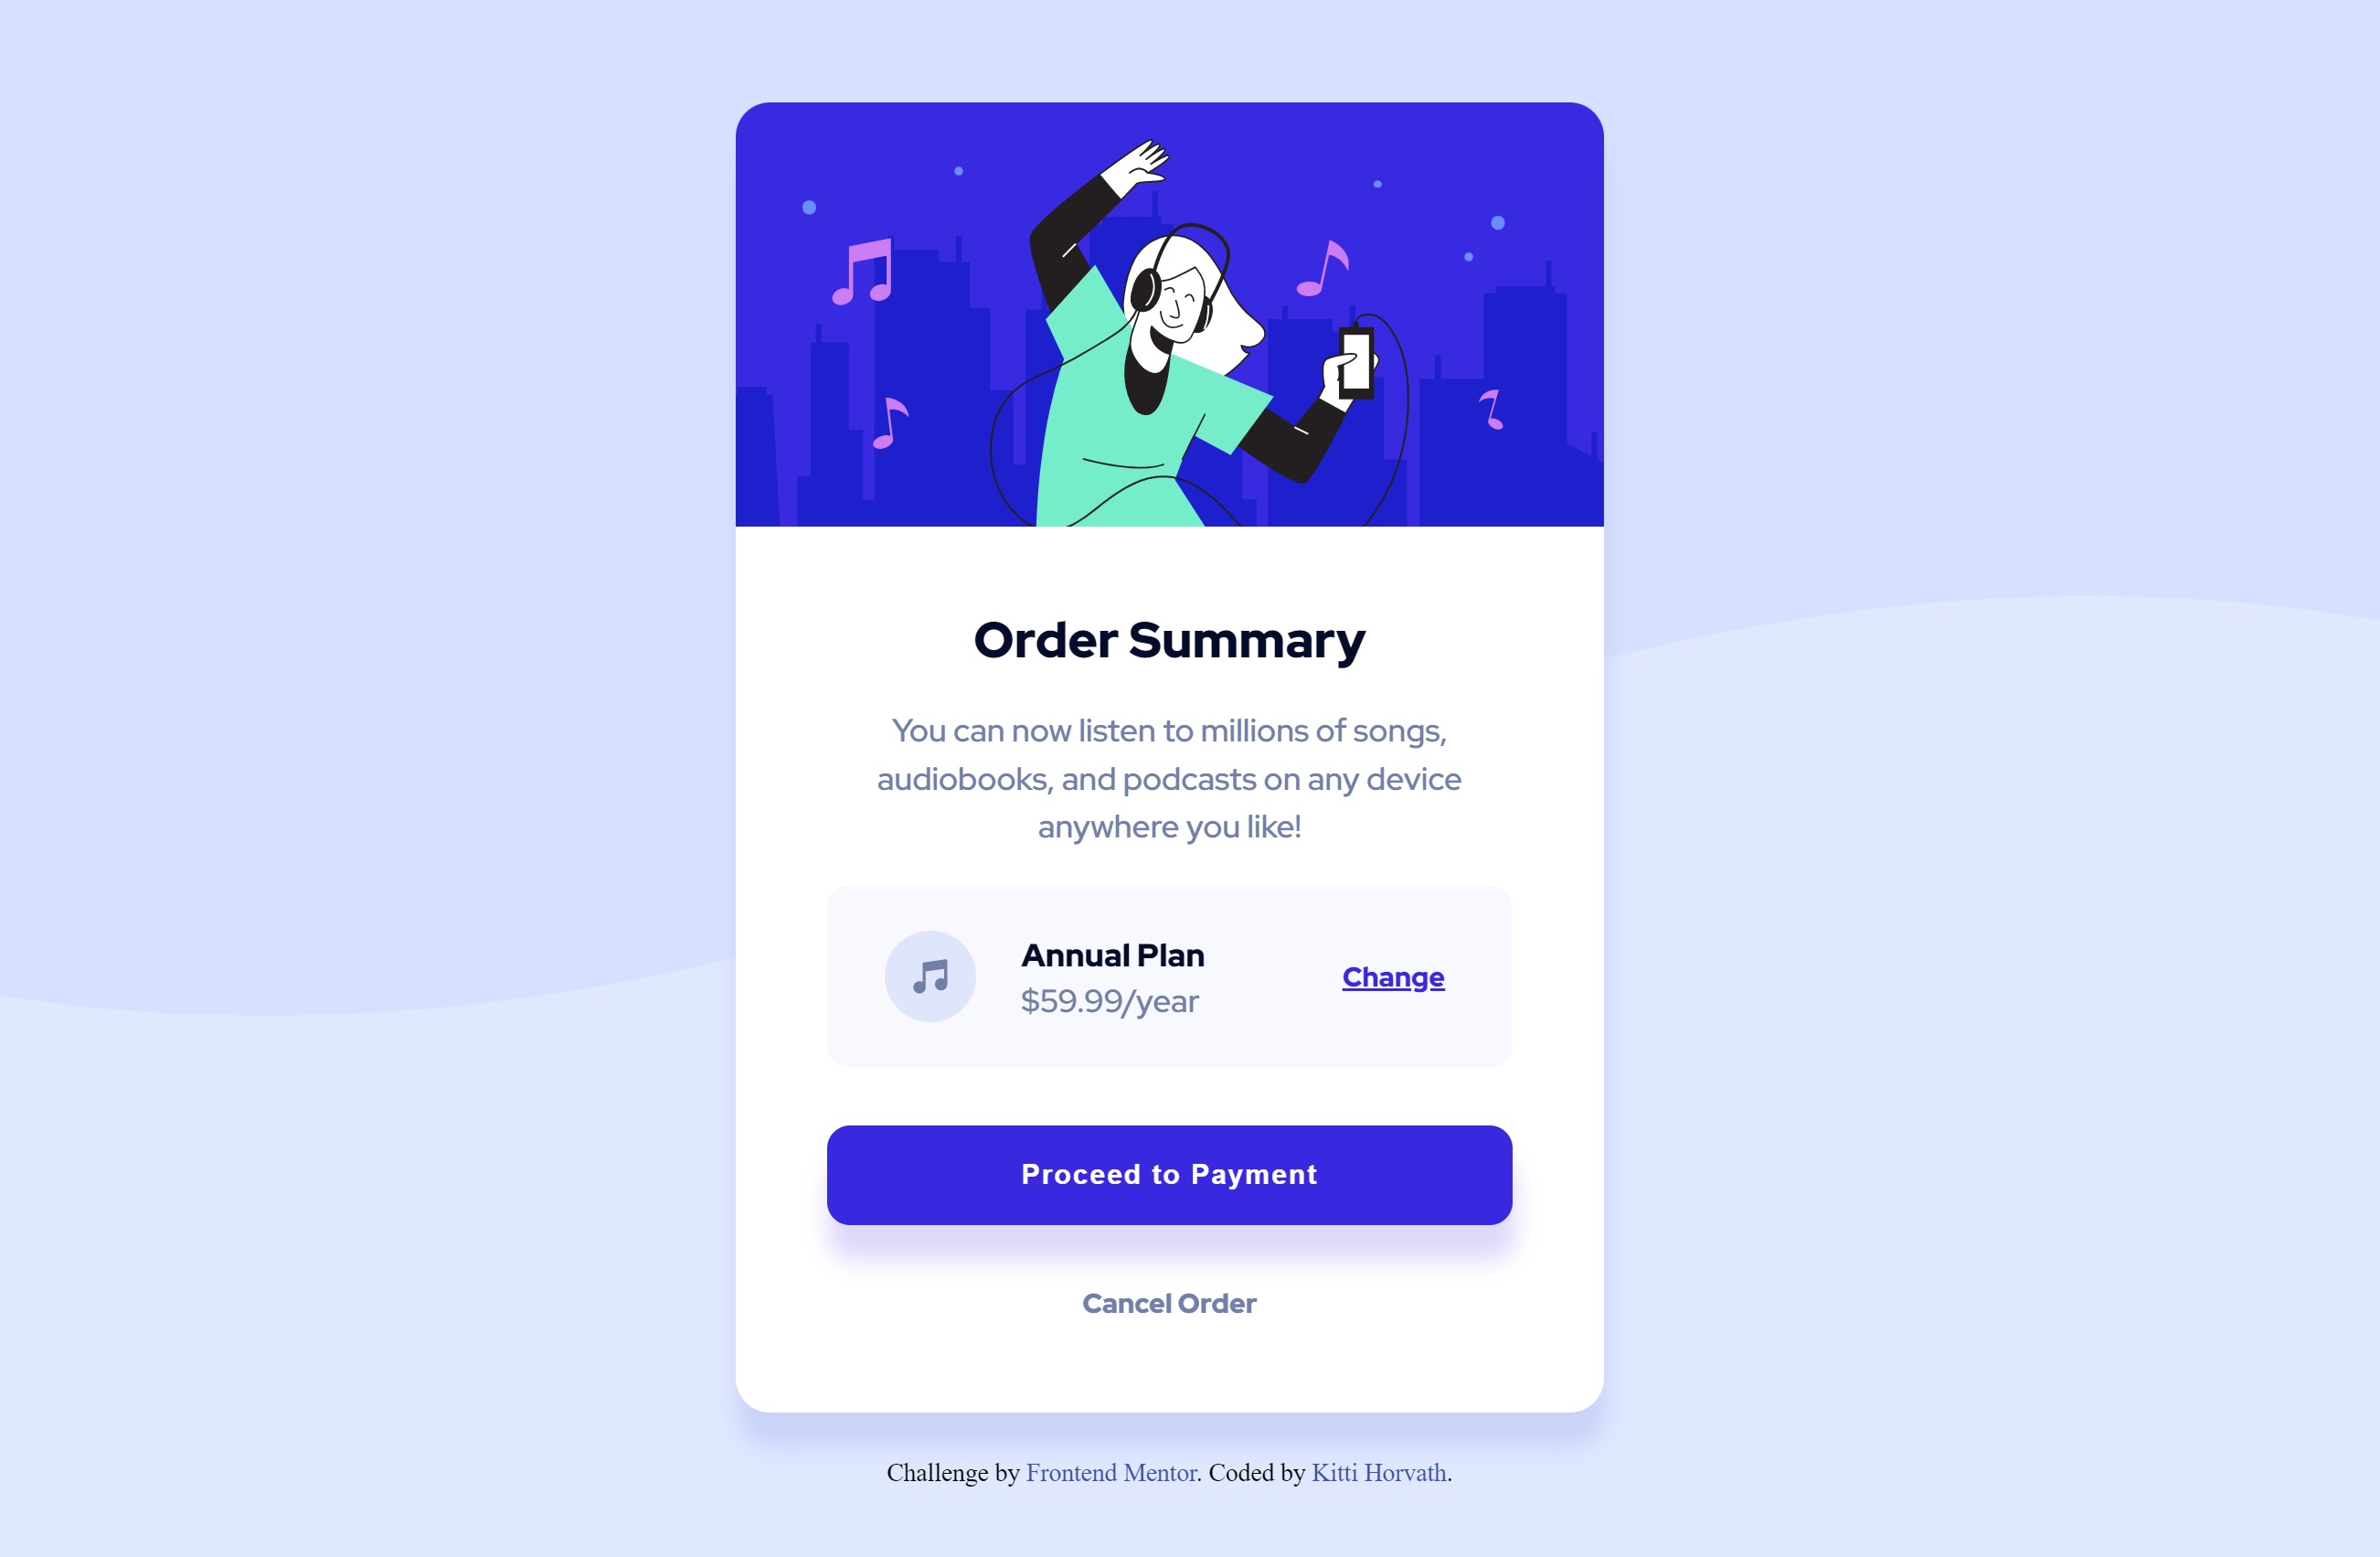 Order Summary
You can now listen to millions of songs,
audiobooks, and podcasts on any device
anywhere you like!
Annual Plan
$59.99/year
Change
Proceed to Payment
Cancel Order
Challenge by Frontend Mentor. Coded by Kitti Horvath.